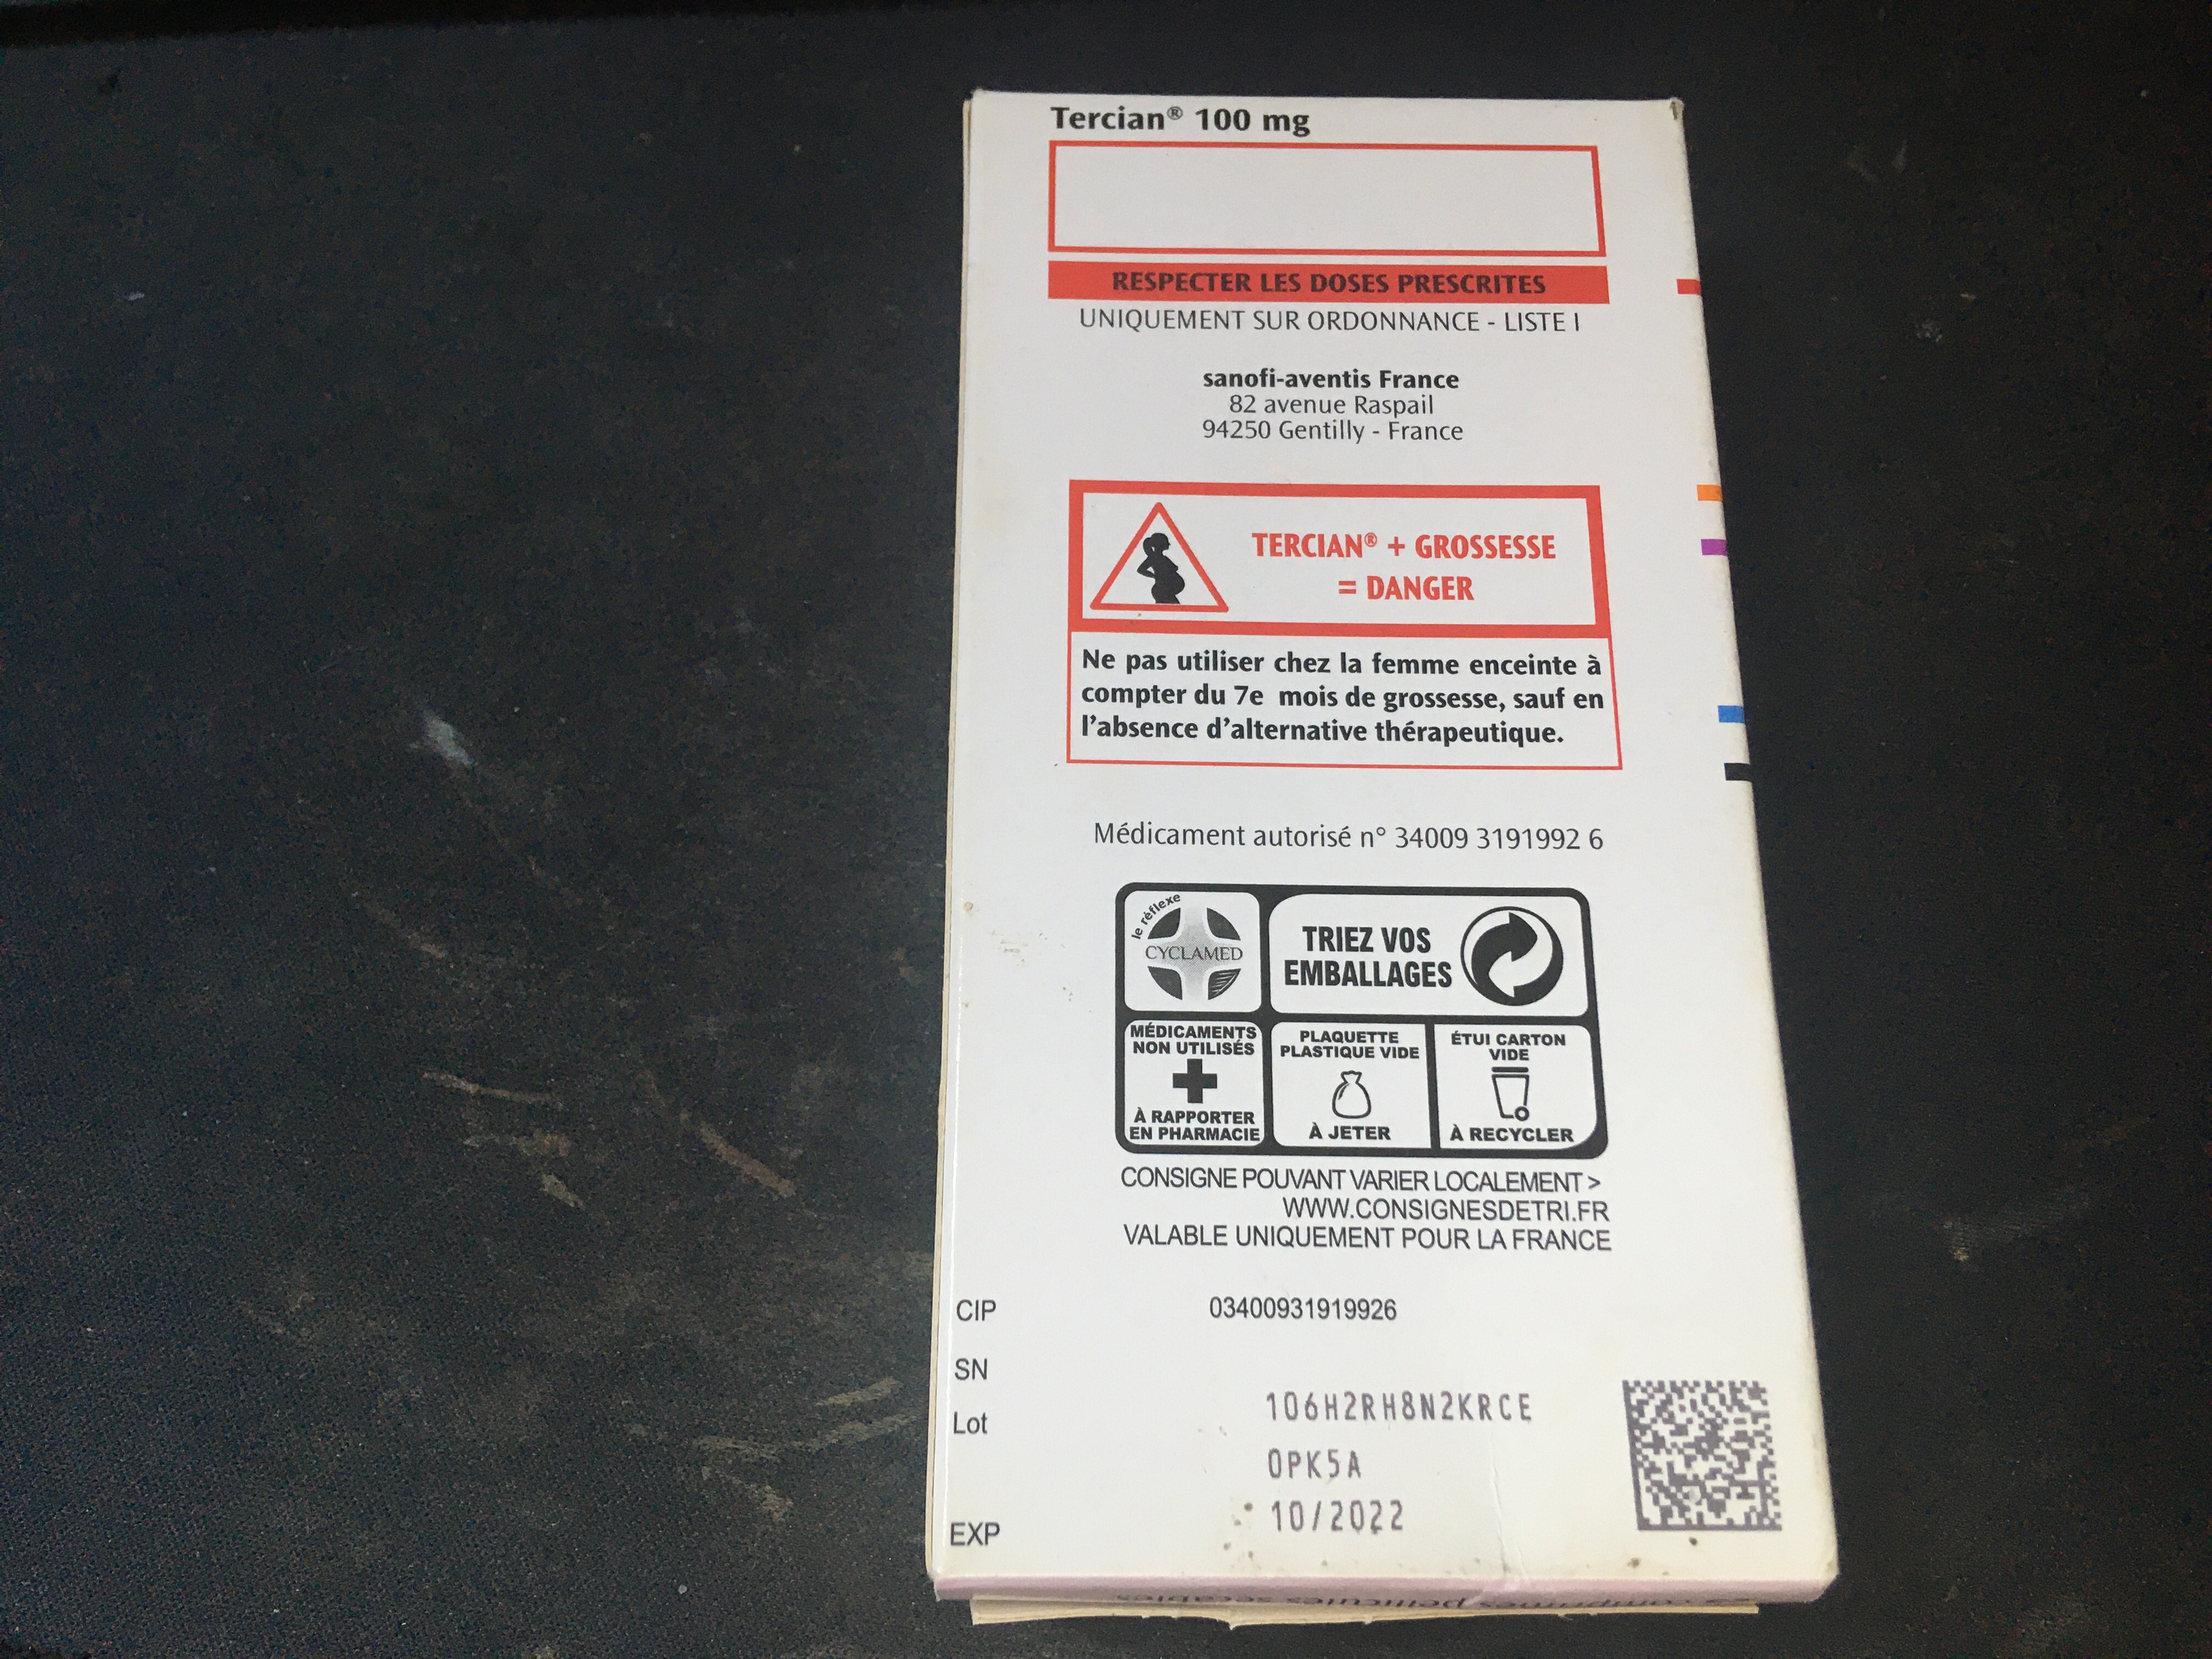 Tercian® 100 mg
RESPECTER LES DOSES PRESCRITES
UNIQUEMENT SUR ORDONNANCE - LISTE I
sanofi-aventis France
82 avenue Raspail
94250 Gentilly - France
TERCIAN® + GROSSESSE
= DANGER
Ne pas utiliser chez la femme enceinte à
compter du 7e mois de grossesse, sauf en
l'absence d'alternative thérapeutique.
Médicament autorisé n° 34009 3191992 6
le réflexe
CYCLAMED
TRIEZ VOS
EMBALLAGES
MÉDICAMENTS
NON UTILISÉS
À RAPPORTER
EN PHARMACIE
PLAQUETTE
PLASTIQUE VIDE
À JETER
ÉTUI CARTON
VIDE
À RECYCLER
CONSIGNE POUVANT VARIER LOCALEMENT >
WWW.CONSIGNESDETRI.FR
VALABLE UNIQUEMENT POUR LA FRANCE
CIP 03400931919926
SN
106H2RH8N2KRCE
Lot
0PK5A
10/2022
EXP
comprimés pelliculés sécables